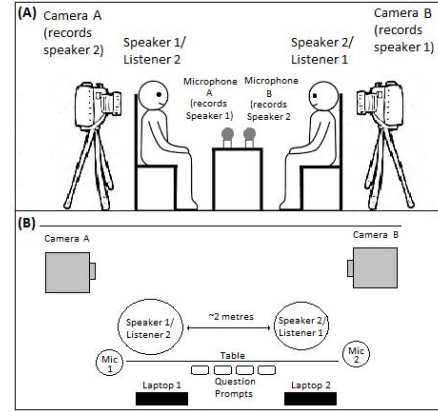 (A)
Camera A
(records
speaker 2)
Speaker 1/
Listener 2
Microphone
A (records
Speaker 1)
Microphone
B
(records
Speaker 2
Speaker 2/
Listener 1
Camera B
(records
speaker 1)
(B)
Camera A
Camera B
Speaker 1/
Listener 2
~2 metres
Speaker 2/
Listener 1
Mic
1
Table
Mic
2
Question
Prompts
Laptop 1
Laptop 2